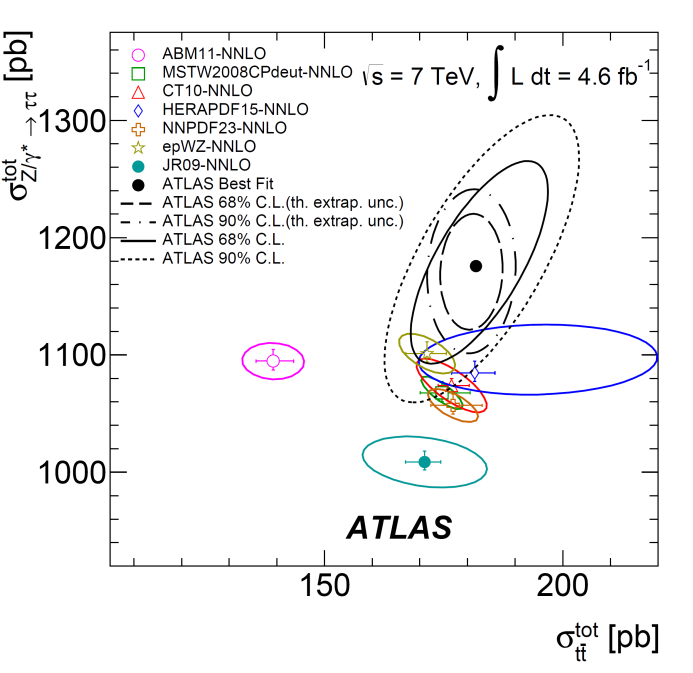 ABM11-NNLO
MSTW2008CPdeut-NNLO
CT10-NNLO
HERAPDF15-NNLO
NNPDF23-NNLO
epWZ-NNLO
JR09-NNLO
ATLAS Best Fit
ATLAS 68% C.L.(th. extrap. unc.)
ATLAS 90% C.L.(th. extrap. unc.)
ATLAS 68% C.L.
ATLAS 90% C.L.
√s = 7 TeV, ∫ L dt = 4.6 fb⁻¹
σ^tot_Z/γ* → ττ [pb]
1300
1200
1100
1000
ATLAS
150
200
σ^tot_tt̄ [pb]